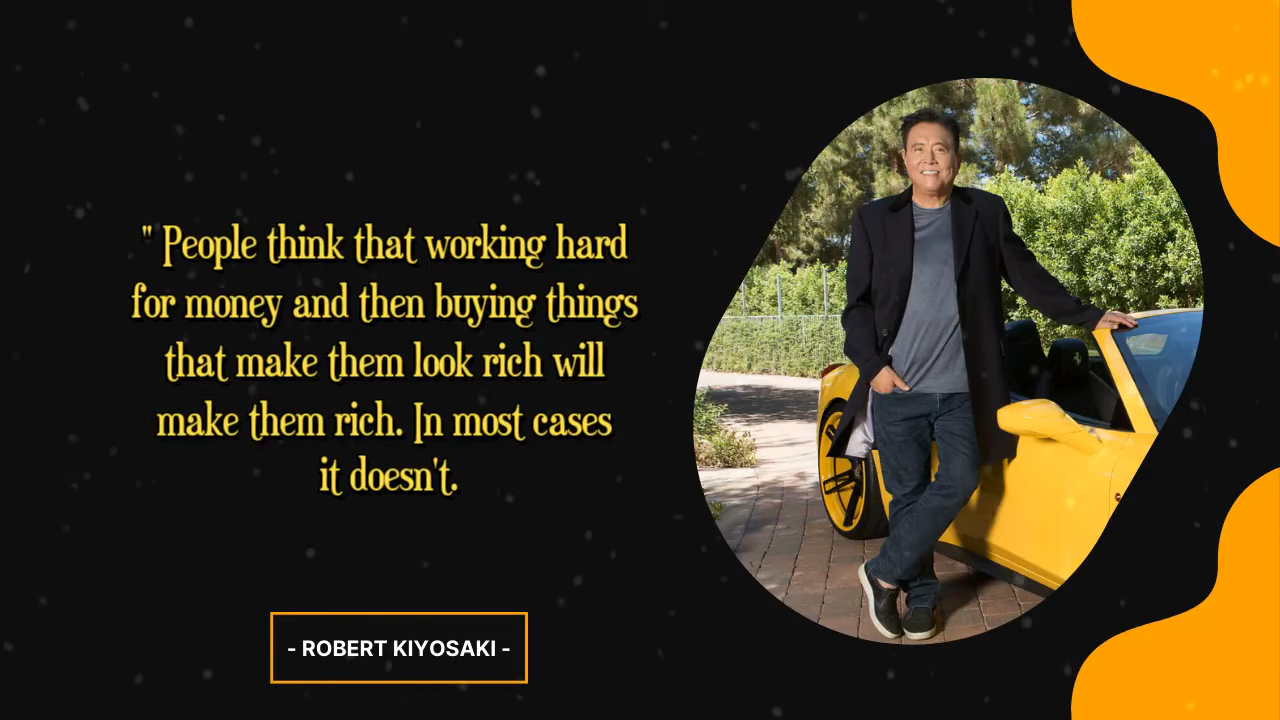 " People think that working hard
for money and then buying things
that make them look rich will
make them rich. In most cases
it doesn't.
- ROBERT KIYOSAKI -